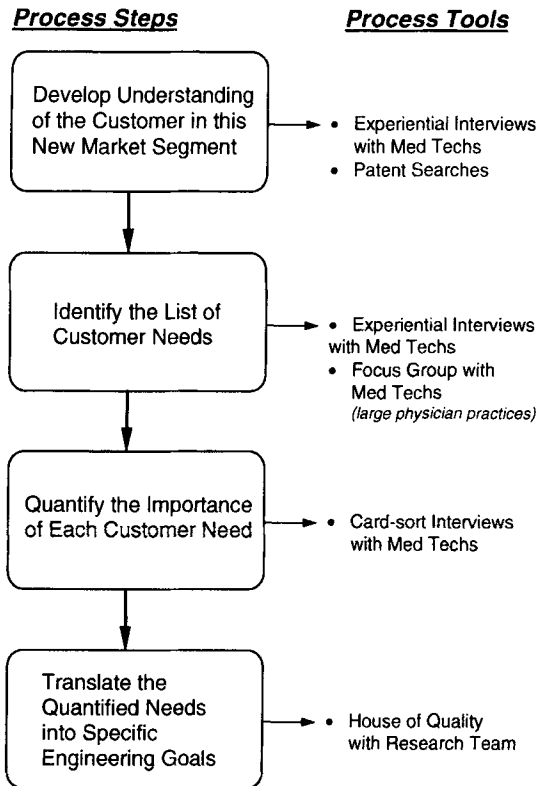 Process Steps
Process Tools
Develop Understanding
of the Customer in this
New Market Segment
• Experiential Interviews
with Med Techs
• Patent Searches
Identify the List of
Customer Needs
• Experiential Interviews
with Med Techs
• Focus Group with
Med Techs
(large physician practices)
Quantify the Importance
of Each Customer Need
• Card-sort Interviews
with Med Techs
Translate the
Quantified Needs
into Specific
Engineering Goals
• House of Quality
with Research Team